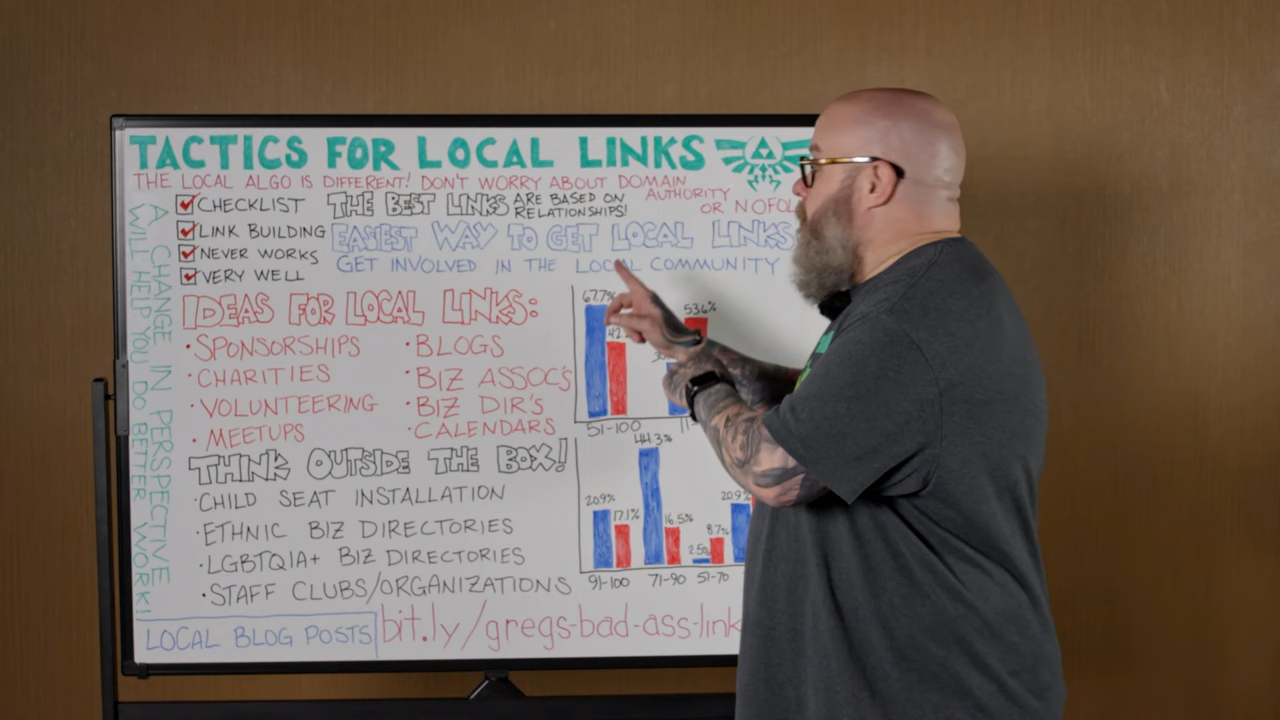 TACTICS FOR LOCAL LINKS
THE LOCAL ALGO IS DIFFERENT! DON'T WORRY ABOUT DOMAIN
AUTHORITY
OR NOFOL
CHECKLIST
LINK BUILDING
NEVER WORKS
VERY WELL
THE BEST LINKS ARE BASED ON
RELATIONSHIPS!
EASIEST WAY TO GET LOCAL LINKS
GET INVOLVED IN THE LOCAL COMMUNITY
A CHANGE IN PERSPECTIVE
WILL HELP YOU DO BETTER WORK!
IDEAS FOR LOCAL LINKS:
·SPONSORSHIPS
·CHARITIES
·VOLUNTEERING
·MEETUPS
·BLOGS
·BIZ ASSOC'S
·BIZ DIR'S
·CALENDARS
THINK OUTSIDE THE BOX!
·CHILD SEAT INSTALLATION
·ETHNIC BIZ DIRECTORIES
·LGBTQIA+ BIZ DIRECTORIES
·STAFF CLUBS/ORGANIZATIONS
67.7%
53.6%
51-100
44.3%
20.9%
17.1%
16.5%
2.5%
8.7%
20.9%
91-100
71-90
51-70
LOCAL BLOG POSTS
bit.ly/gregs-bad-ass-link